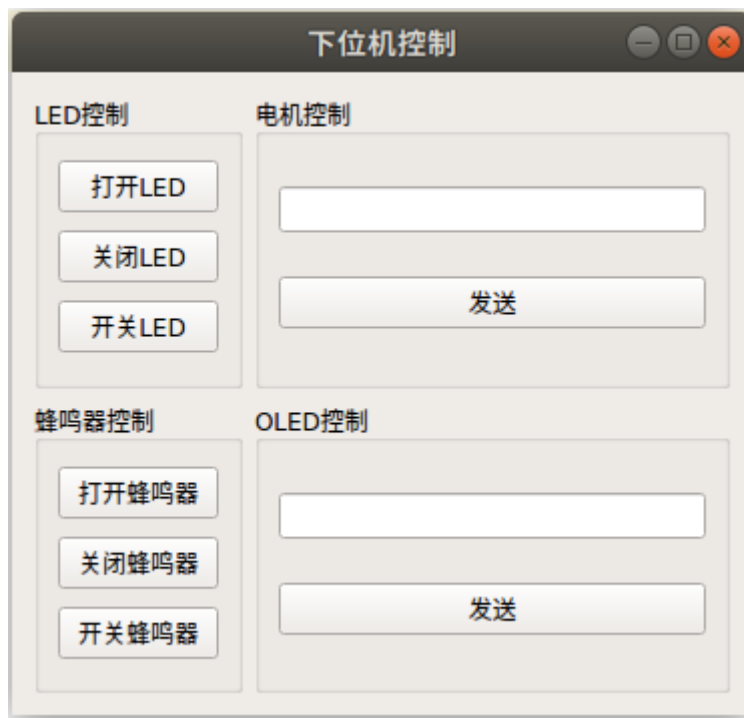 下位机控制
LED控制
打开LED
关闭LED
开关LED
电机控制
发送
蜂鸣器控制
打开蜂鸣器
关闭蜂鸣器
开关蜂鸣器
OLED控制
发送